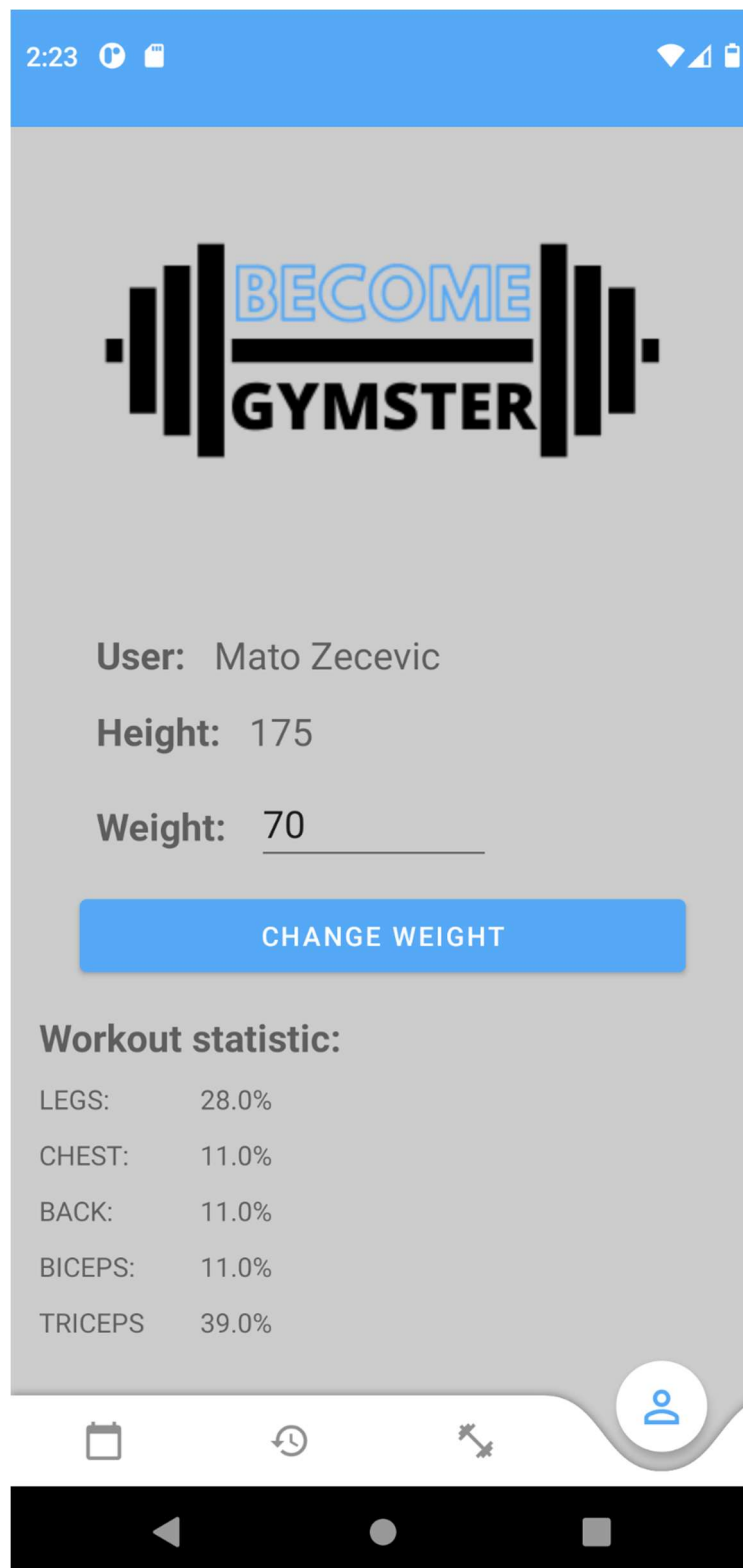 2:23
BECOME
GYMSTER
User: Mato Zecevic
Height: 175
Weight: 70
CHANGE WEIGHT
Workout statistic:
LEGS: 28.0%
CHEST: 11.0%
BACK: 11.0%
BICEPS: 11.0%
TRICEPS 39.0%